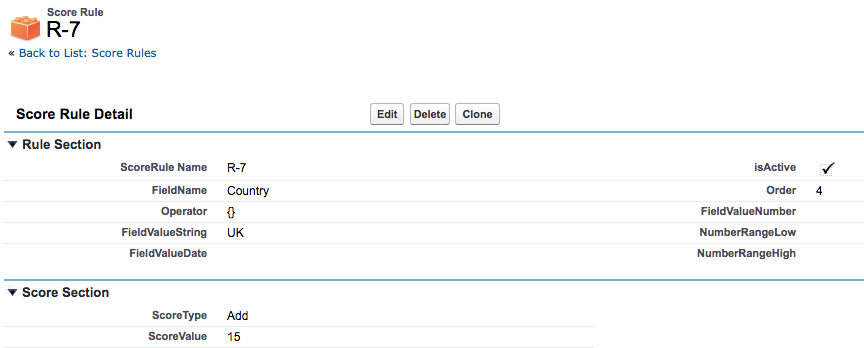 Score Rule
R-7
« Back to List: Score Rules
Score Rule Detail
Edit Delete Clone
Rule Section
ScoreRule Name R-7 isActive ✓
FieldName Country Order 4
Operator {} FieldValueNumber
FieldValueString UK NumberRangeLow
FieldValueDate NumberRangeHigh
Score Section
ScoreType Add
ScoreValue 15